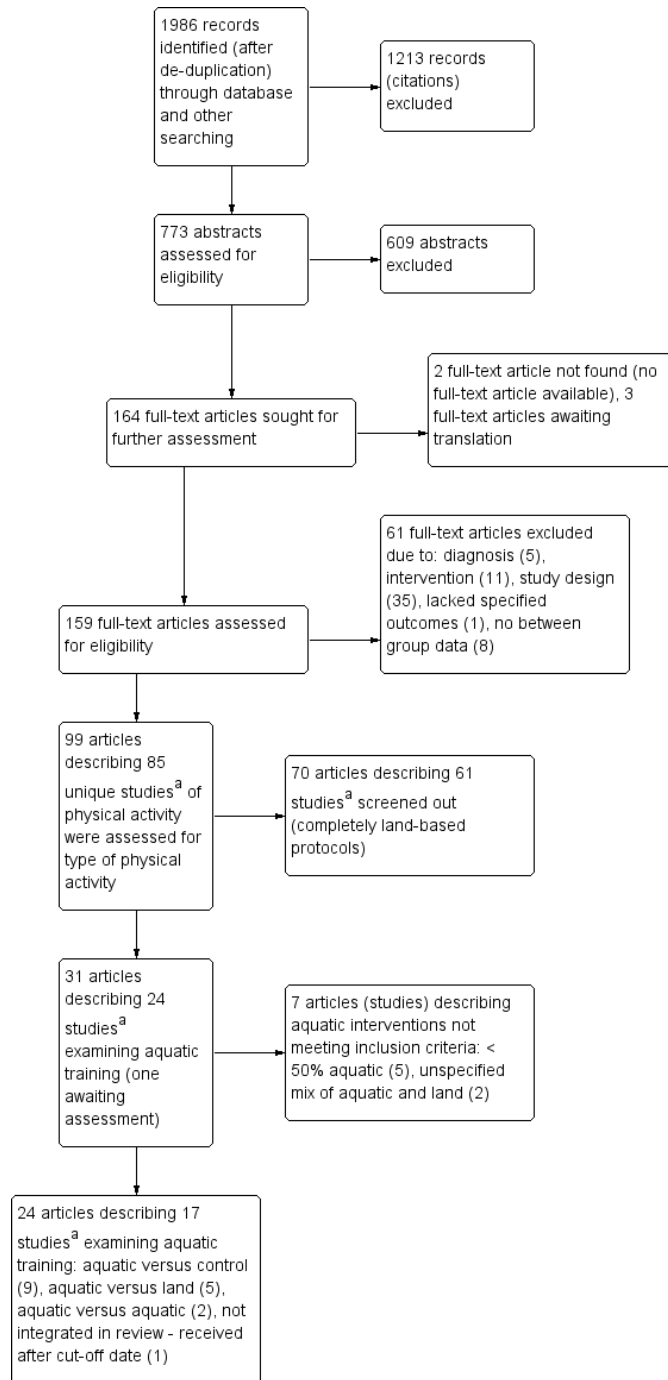 1986 records
identified (after
de-duplication)
through database
and other
searching
1213 records
(citations)
excluded
773 abstracts
assessed for
eligibility
609 abstracts
excluded
164 full-text articles sought for
further assessment
2 full-text article not found (no
full-text article available), 3
full-text articles awaiting
translation
159 full-text articles assessed
for eligibility
61 full-text articles excluded
due to: diagnosis (5),
intervention (11), study design
(35), lacked specified
outcomes (1), no between
group data (8)
99 articles
describing 85
unique studiesᵃ of
physical activity
were assessed for
type of physical
activity
70 articles describing 61
studiesᵃ screened out
(completely land-based
protocols)
31 articles
describing 24
studiesᵃ
examining aquatic
training (one
awaiting
assessment)
7 articles (studies) describing
aquatic interventions not
meeting inclusion criteria: <
50% aquatic (5), unspecified
mix of aquatic and land (2)
24 articles describing 17
studiesᵃ examining aquatic
training: aquatic versus control
(9), aquatic versus land (5),
aquatic versus aquatic (2), not
integrated in review - received
after cut-off date (1)